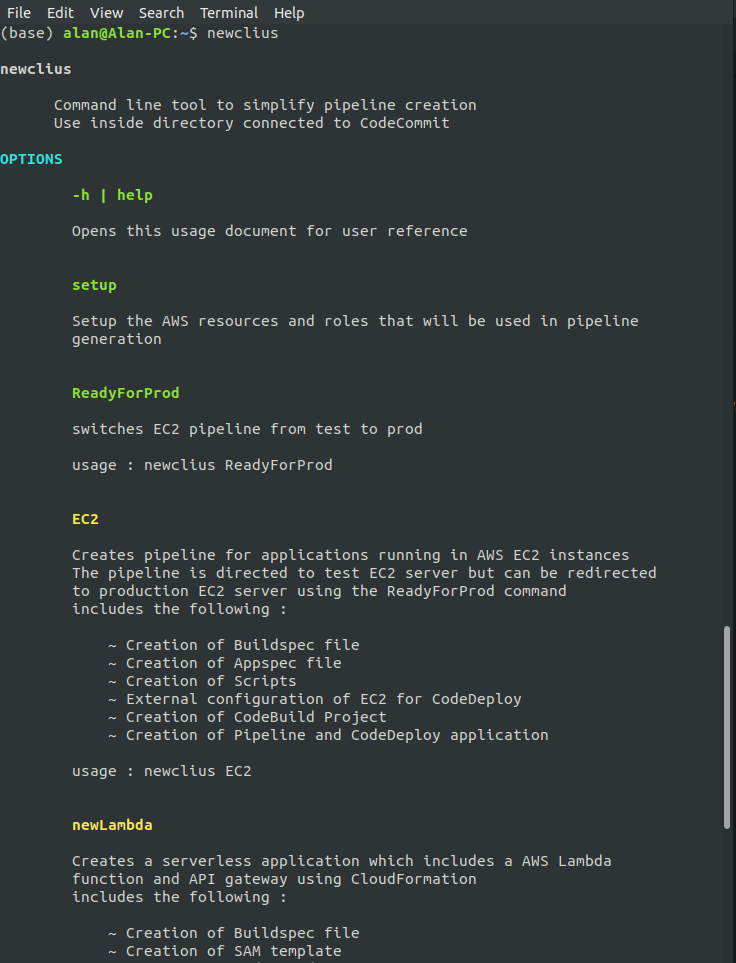 File Edit View Search Terminal Help
(base) alan@Alan-PC:~$ newclius
newclius
Command line tool to simplify pipeline creation
Use inside directory connected to CodeCommit
OPTIONS
-h | help
Opens this usage document for user reference
setup
Setup the AWS resources and roles that will be used in pipeline
generation
ReadyForProd
switches EC2 pipeline from test to prod
usage : newclius ReadyForProd
EC2
Creates pipeline for applications running in AWS EC2 instances
The pipeline is directed to test EC2 server but can be redirected
to production EC2 server using the ReadyForProd command
includes the following :
~ Creation of Buildspec file
~ Creation of Appspec file
~ Creation of Scripts
~ External configuration of EC2 for CodeDeploy
~ Creation of CodeBuild Project
~ Creation of Pipeline and CodeDeploy application
usage : newclius EC2
newLambda
Creates a serverless application which includes a AWS Lambda
function and API gateway using CloudFormation
includes the following :
~ Creation of Buildspec file
~ Creation of SAM template